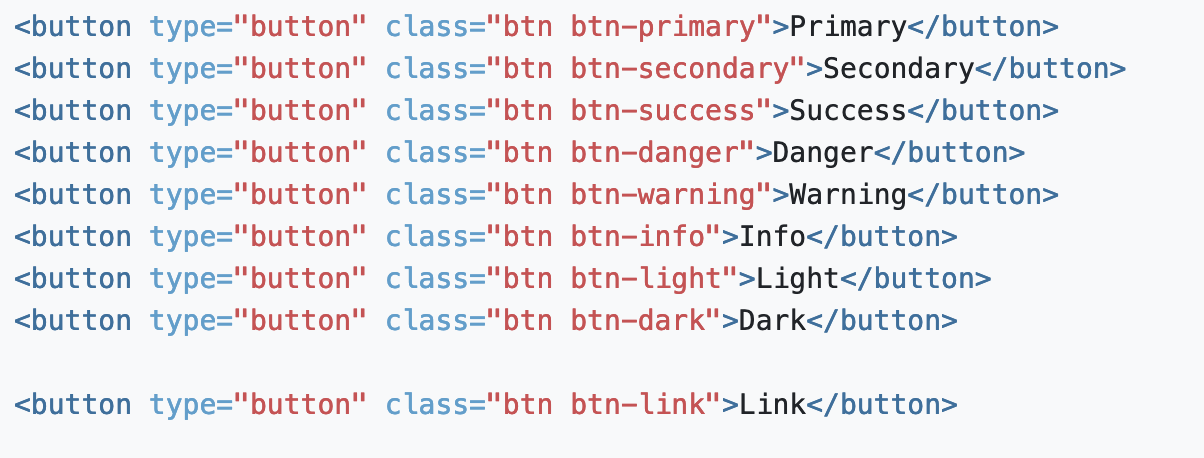 <button type="button" class="btn btn-primary">Primary</button>
<button type="button" class="btn btn-secondary">Secondary</button>
<button type="button" class="btn btn-success">Success</button>
<button type="button" class="btn btn-danger">Danger</button>
<button type="button" class="btn btn-warning">Warning</button>
<button type="button" class="btn btn-info">Info</button>
<button type="button" class="btn btn-light">Light</button>
<button type="button" class="btn btn-dark">Dark</button>

<button type="button" class="btn btn-link">Link</button>